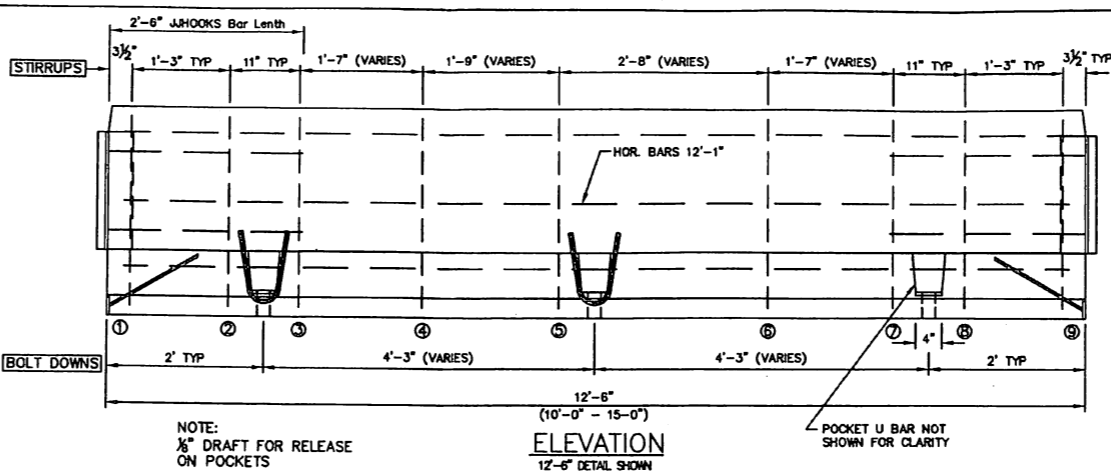 2'-6" JJHOOKS Bar Lenth
STIRRUPS
3½"
1'-3" TYP
11" TYP
1'-7" (VARIES)
1'-9" (VARIES)
2'-8" (VARIES)
1'-7" (VARIES)
11" TYP
1'-3" TYP
3½" TYP
HOR. BARS 12'-1"
① ② ③ ④ ⑤ ⑥ ⑦ ⑧ ⑨
4"
BOLT DOWNS
2' TYP
4'-3" (VARIES)
4'-3" (VARIES)
2' TYP
12'-6"
(10'-0" - 15-0")
NOTE:
⅛" DRAFT FOR RELEASE
ON POCKETS
ELEVATION
12'-6" DETAIL SHOWN
POCKET U BAR NOT
SHOWN FOR CLARITY